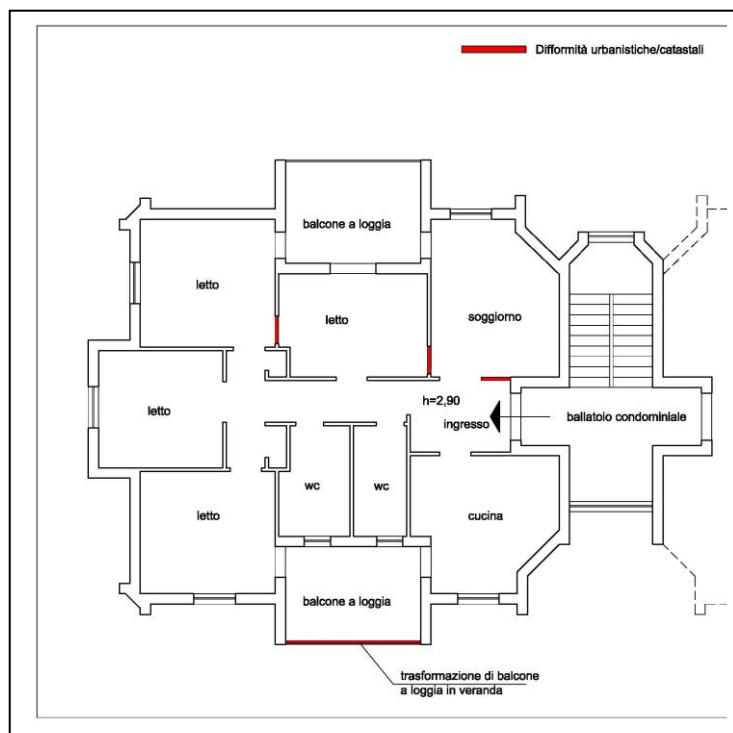 Difformità urbanistiche/catastali
balcone a loggia
letto
letto
soggiorno
letto
h=2,90
ingresso
ballatoio condominiale
wc
wc
letto
cucina
balcone a loggia
trasformazione di balcone
a loggia in veranda